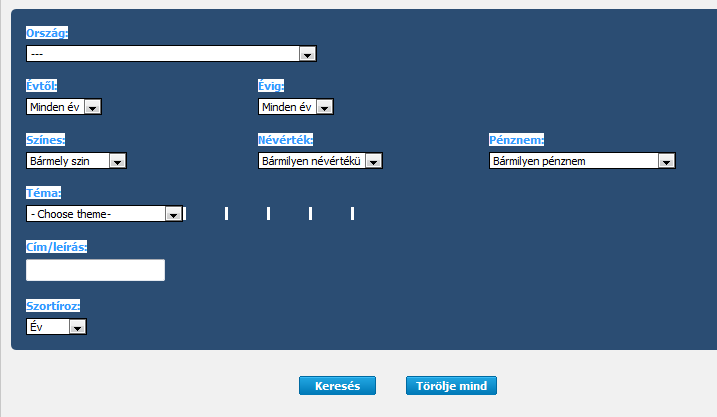 Ország:
---
Évtől: Évig:
Minden év Minden év
Színes: Névérték: Pénznem:
Bármely szin Bármilyen névértékü Bármilyen pénznem
Téma:
- Choose theme-
Cím/leírás:
Szortíroz:
Év
Keresés Törölje mind